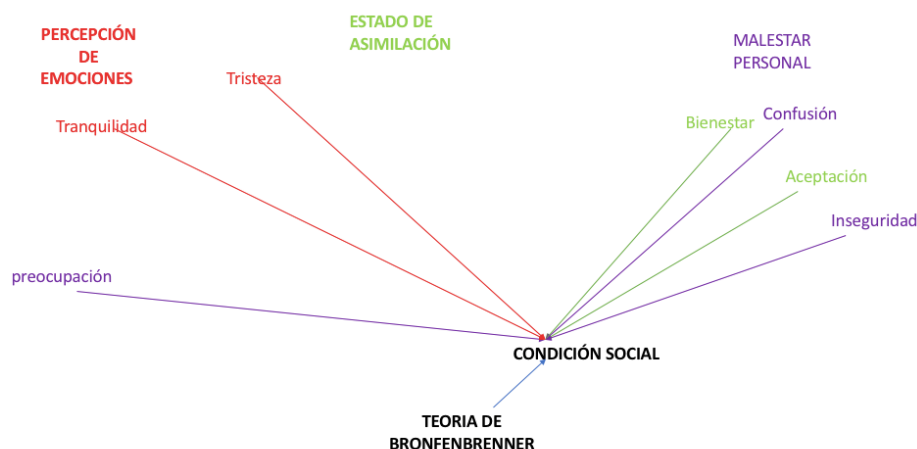 PERCEPCIÓN
DE
EMOCIONES
ESTADO DE
ASIMILACIÓN
MALESTAR
PERSONAL
Tristeza
Tranquilidad
Bienestar
Confusión
Aceptación
Inseguridad
preocupación
CONDICIÓN SOCIAL
TEORIA DE
BRONFENBRENNER